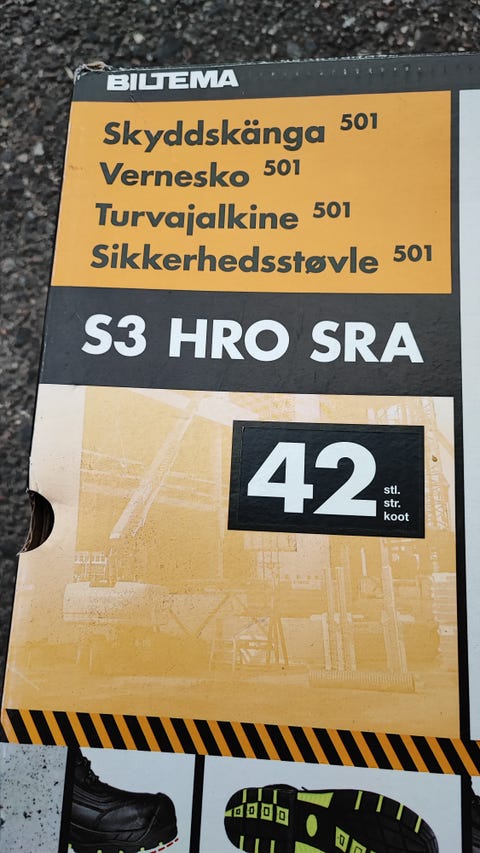 BILTEMA
Skyddskänga 501
Vernesko 501
Turvajalkine 501
Sikkerhedsstøvle 501
S3 HRO SRA
42
stl.
str.
koot